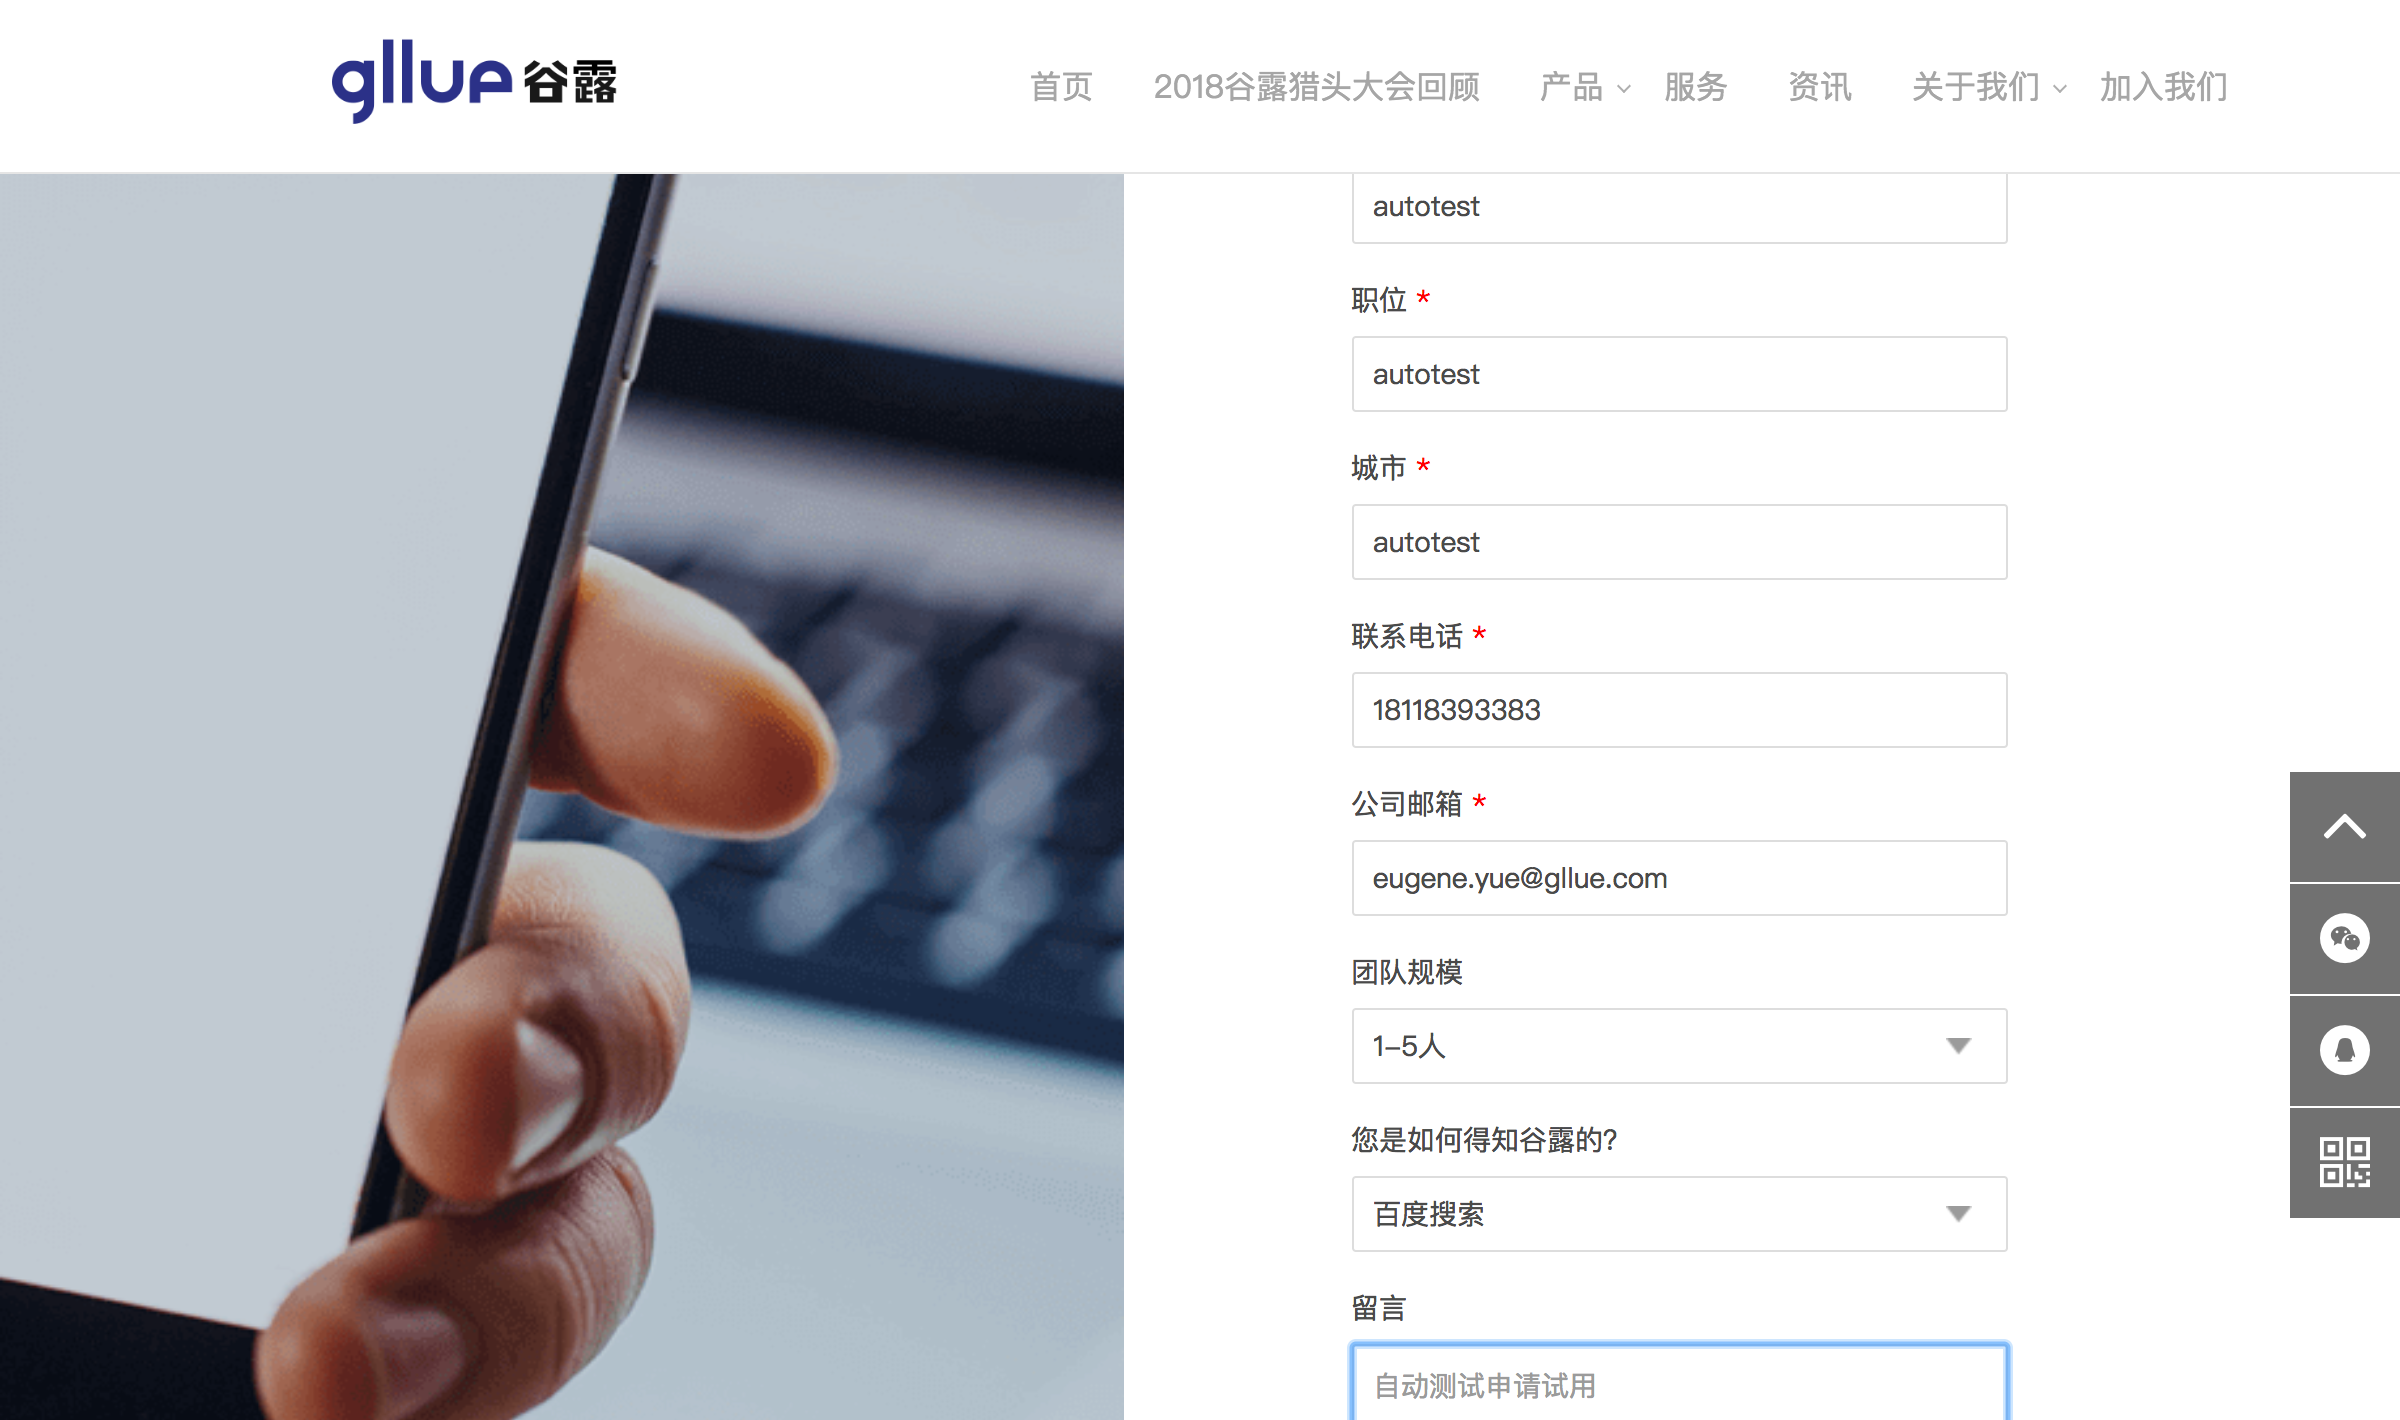 gllue 谷露
首页 2018谷露猎头大会回顾 产品 服务 资讯 关于我们 加入我们
autotest
职位 *
autotest
城市 *
autotest
联系电话 *
18118393383
公司邮箱 *
eugene.yue@gllue.com
团队规模
1-5人
您是如何得知谷露的?
百度搜索
留言
自动测试申请试用